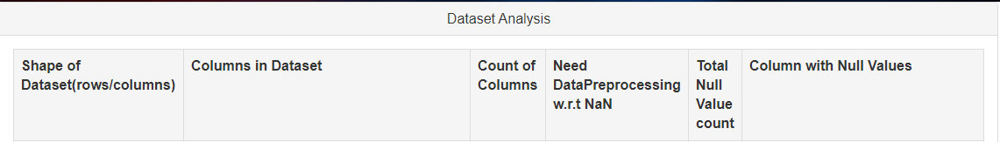 Dataset Analysis
Shape of
Dataset(rows/columns)
Columns in Dataset
Count of
Columns
Need
DataPreprocessing
w.r.t NaN
Total
Null
Value
count
Column with Null Values